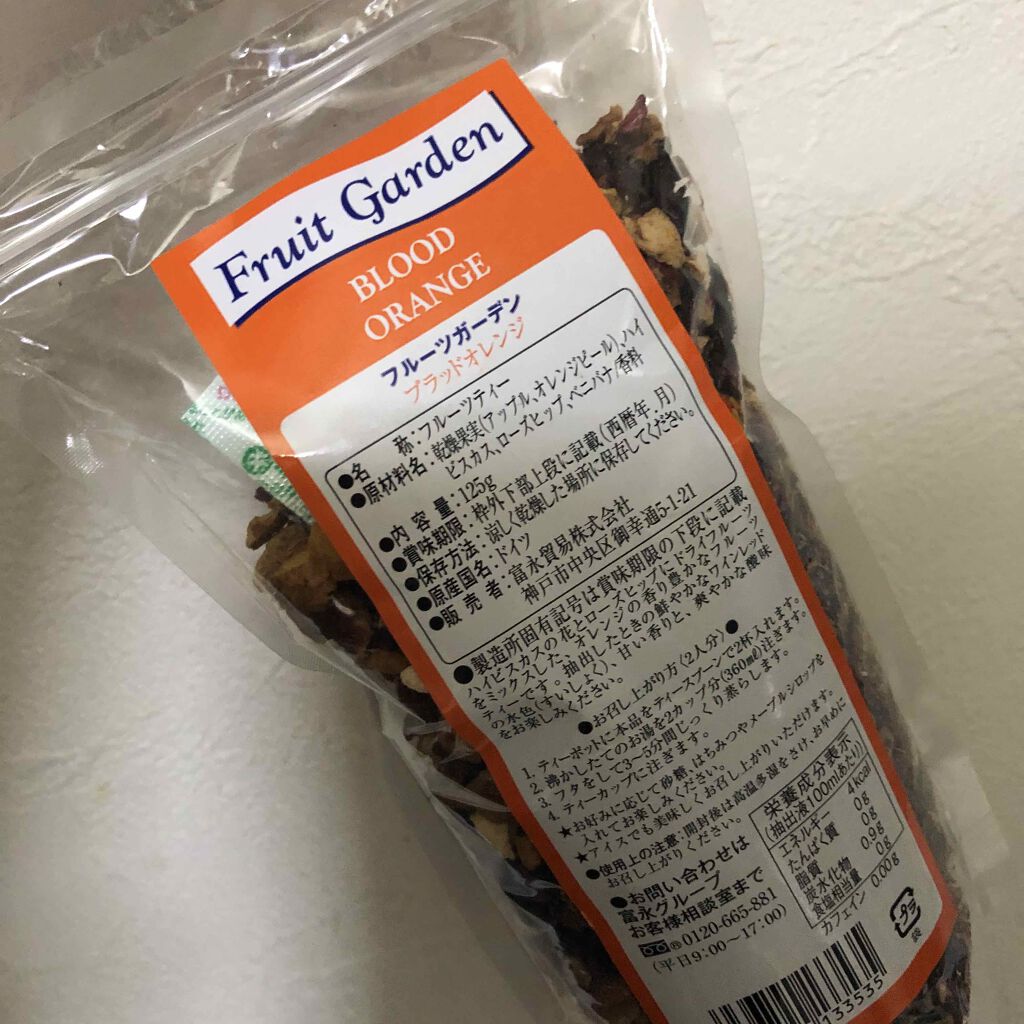 Fruit Garden
BLOOD
ORANGE
フルーツガーデン
ブラッドオレンジ
●名　　称：フルーツティー
●原材料名：乾燥果実(アップル、オレンジピール)、ハイ
ビスカス、ローズヒップ、ベニバナ/香料
●内 容 量：125g
●賞味期限：枠外下部上段に記載(西暦年.月)
●保存方法：涼しく乾燥した場所に保存してください。
●原産国名：ドイツ
●販 売 者：富永貿易株式会社
神戸市中央区御幸通5-1-21
●製造所固有記号は賞味期限の下段に記載
ハイビスカスの花とローズヒップにドライフルーツ
をミックスした、オレンジの香り豊かなフルーツ
ティーです。抽出したときの鮮やかなワインレッド
の水色(すいしょく)、甘い香りと、爽やかな酸味
をお楽しみください。
●お召し上がり方(2人分)●
1. ティーポットに本品をティースプーンで2杯入れます。
2. 沸かしたてのお湯を2カップ分(360ml)注ぎます。
3. フタをして3〜5分間じっくり蒸らします。
4. ティーカップに注ぎます。
★お好みに応じて砂糖、はちみつやメープルシロップを
入れてお楽しみください。
★アイスでも美味しくお召し上がりいただけます。
●使用上の注意:開封後は高温多湿をさけ、お早めに
お召し上がりください。
●お問い合わせは
富永グループ
お客様相談室まで
0120-665-881
(平日9:00〜17:00)
栄養成分表示
(抽出液100mlあたり)
エネルギー 4kcal
たんぱく質 0g
脂質 0g
炭水化物 0.9g
食塩相当量 0g
カフェイン 0.00g
プラ
袋
33535